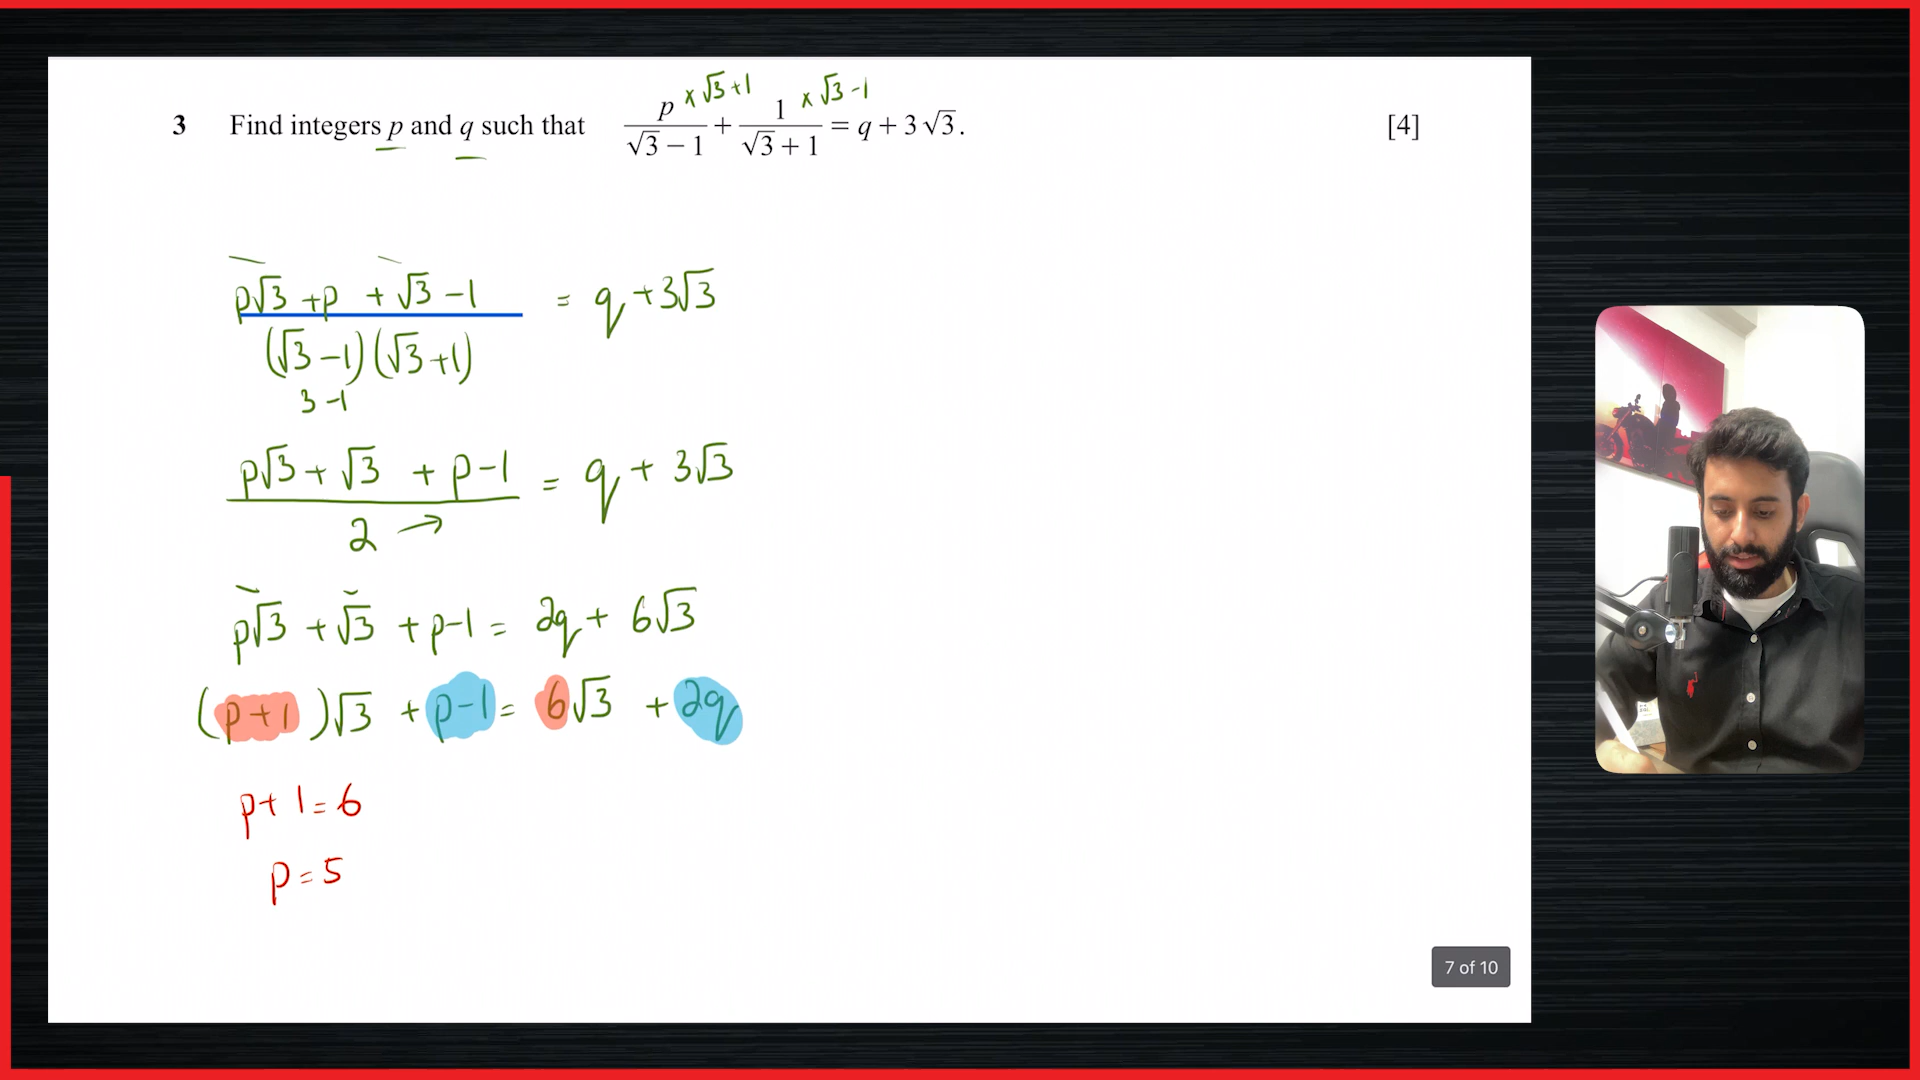 × √3 + 1 × √3 - 1
3 Find integers p and q such that p/(√3 − 1) + 1/(√3 + 1) = q + 3√3. [4]
(p√3 + p + √3 - 1)/((√3 - 1)(√3 + 1)) = q + 3√3
3 - 1
(p√3 + √3 + p - 1)/2 → = q + 3√3
p√3 + √3 + p - 1 = 2q + 6√3
(p + 1)√3 + p - 1 = 6√3 + 2q
p + 1 = 6
p = 5
7 of 10